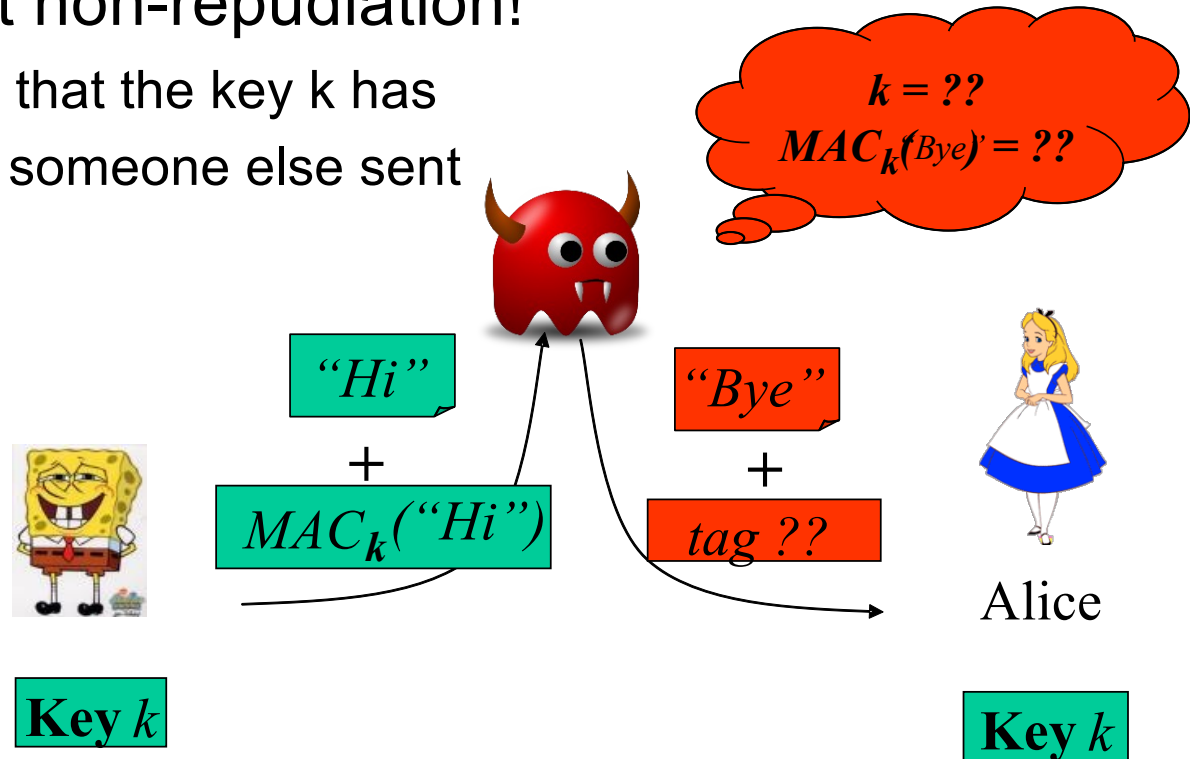 t non-repudiation!
that the key k has
someone else sent
k = ??
MACk(‘Bye’) = ??
“Hi”
+
MACk(“Hi”)
“Bye”
+
tag ??
Alice
Key k
Key k